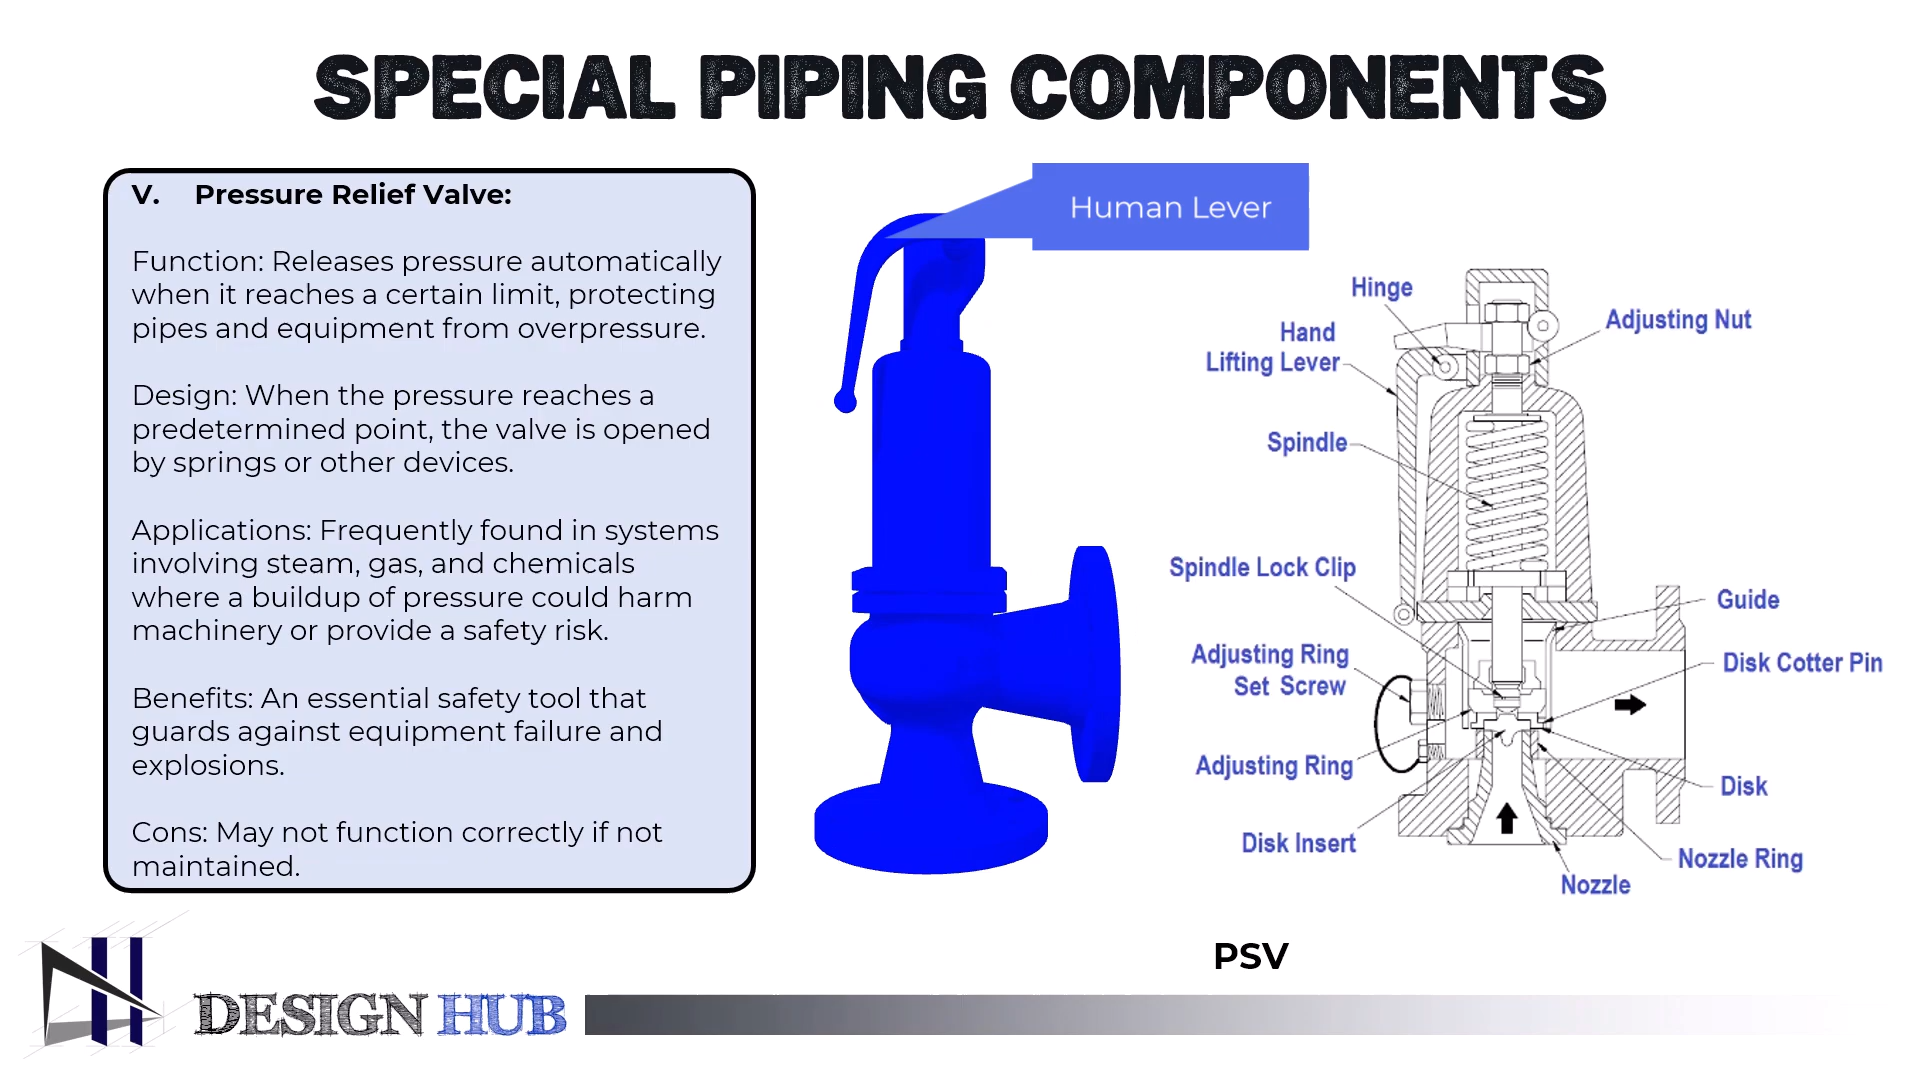 SPECIAL PIPING COMPONENTS
V. Pressure Relief Valve:
Function: Releases pressure automatically
when it reaches a certain limit, protecting
pipes and equipment from overpressure.
Design: When the pressure reaches a
predetermined point, the valve is opened
by springs or other devices.
Applications: Frequently found in systems
involving steam, gas, and chemicals
where a buildup of pressure could harm
machinery or provide a safety risk.
Benefits: An essential safety tool that
guards against equipment failure and
explosions.
Cons: May not function correctly if not
maintained.
Human Lever
Hinge
Adjusting Nut
Hand
Lifting Lever
Spindle
Spindle Lock Clip
Guide
Adjusting Ring
Set Screw
Disk Cotter Pin
Adjusting Ring
Disk
Disk Insert
Nozzle Ring
Nozzle
PSV
DESIGN HUB